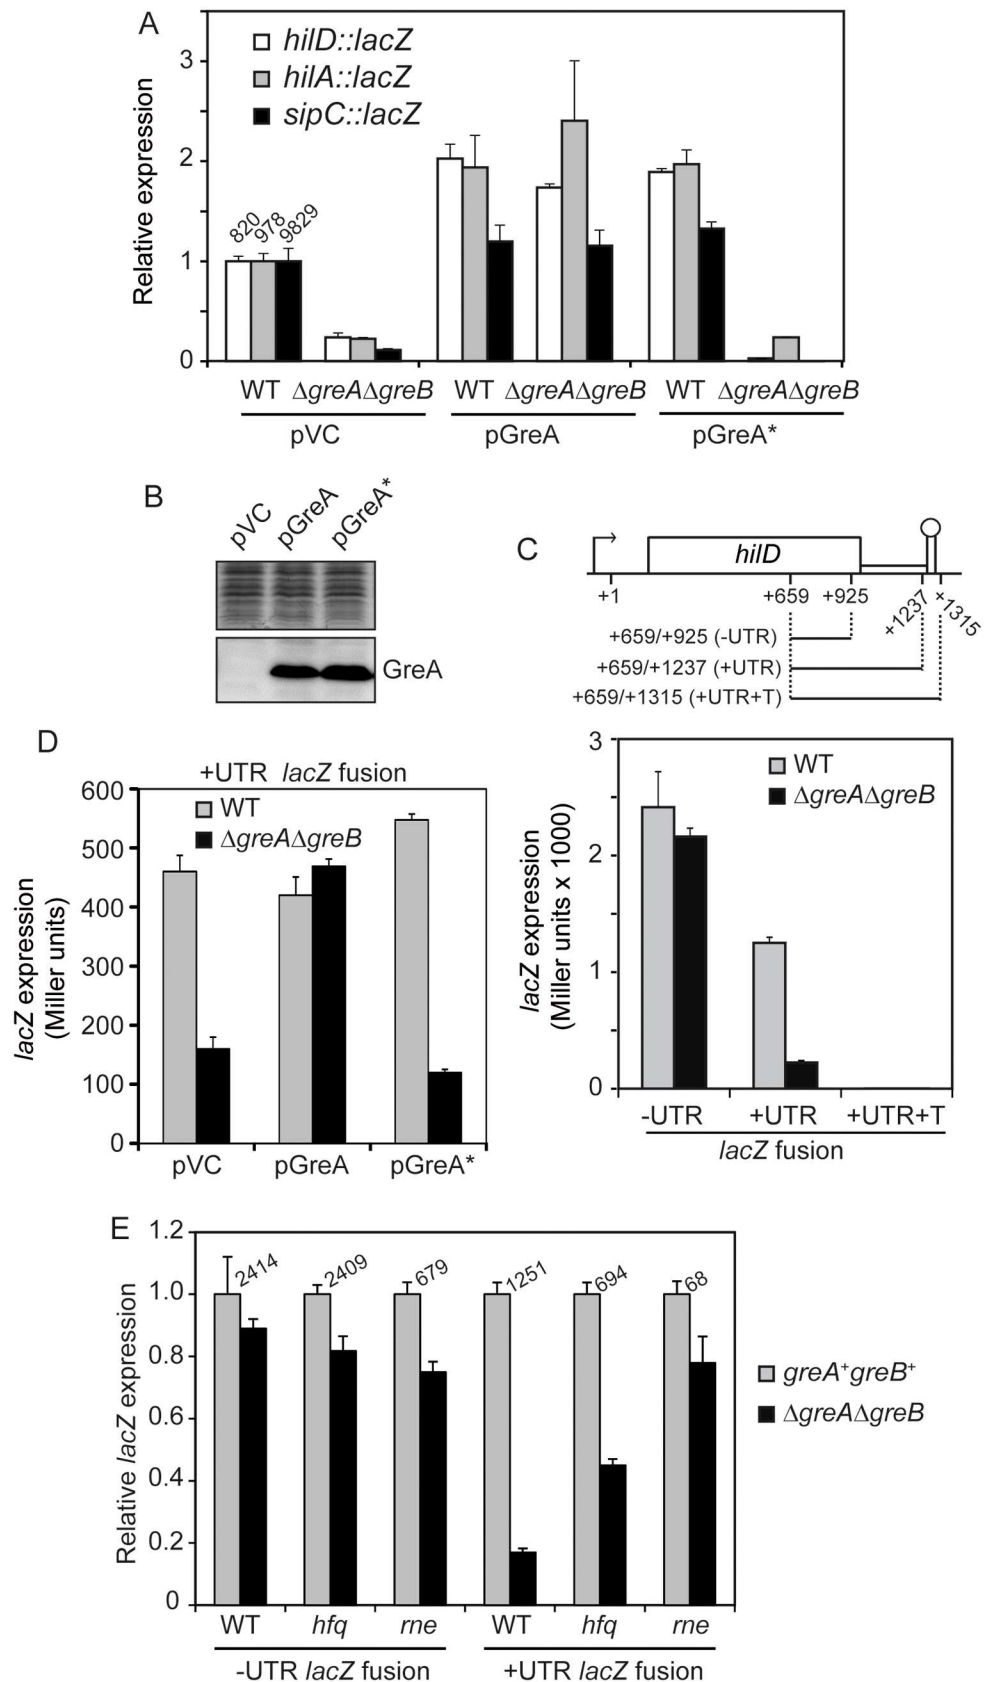 A
hilD::lacZ
hilA::lacZ
sipC::lacZ
Relative expression
3
2
1
0
820 978 9829
WT ΔgreAΔgreB WT ΔgreAΔgreB WT ΔgreAΔgreB
pVC pGreA pGreA*
B
pVC pGreA pGreA*
GreA
C
hilD
+1 +659 +925 +1237 +1315
+659/+925 (-UTR)
+659/+1237 (+UTR)
+659/+1315 (+UTR+T)
lacZ expression
(Miller units x 1000)
3
2
1
0
WT
ΔgreAΔgreB
-UTR +UTR +UTR+T
lacZ fusion
D
+UTR lacZ fusion
WT
ΔgreAΔgreB
lacZ expression
(Miller units)
600
500
400
300
200
100
0
pVC pGreA pGreA*
E
Relative lacZ expression
1.2
1.0
0.8
0.6
0.4
0.2
0
2414 2409 679 1251 694 68
greA+greB+
ΔgreAΔgreB
WT hfq rne WT hfq rne
-UTR lacZ fusion +UTR lacZ fusion